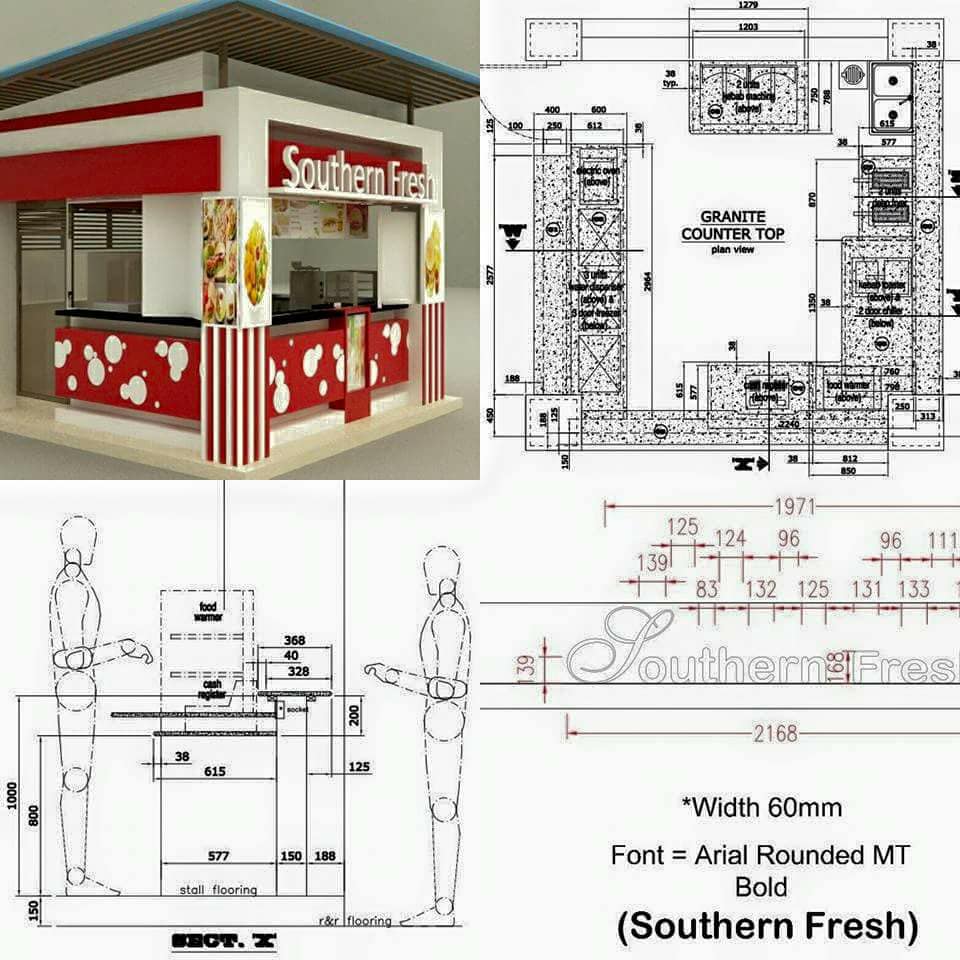 Southern Fresh
1279
1203
38
38
typ.
2 units
kebab machine
(above)
750
788
400
600
125
100
250
612
38
615
577
electric oven
(above)
870
GRANITE
COUNTER TOP
plan view
W
2577
2964
3 units
water dispenser
(above) &
3 door freezer
(below)
1350
38
kebab toaster
(above) &
2 door chiller
(below)
38
188
615
577
cash register
(above)
food warmer
(above)
760
798
450
188
125
250
313
2240
150
38
812
850
food
warmer
368
40
328
cash
register
socket
200
38
125
615
1000
800
577
150
188
stall flooring
150
r&r flooring
SECT. 'X'
1971
125
124
96
96
111
139
83
132
125
131
133
139
Southern Fresh
168
2168
*Width 60mm
Font = Arial Rounded MT
Bold
(Southern Fresh)